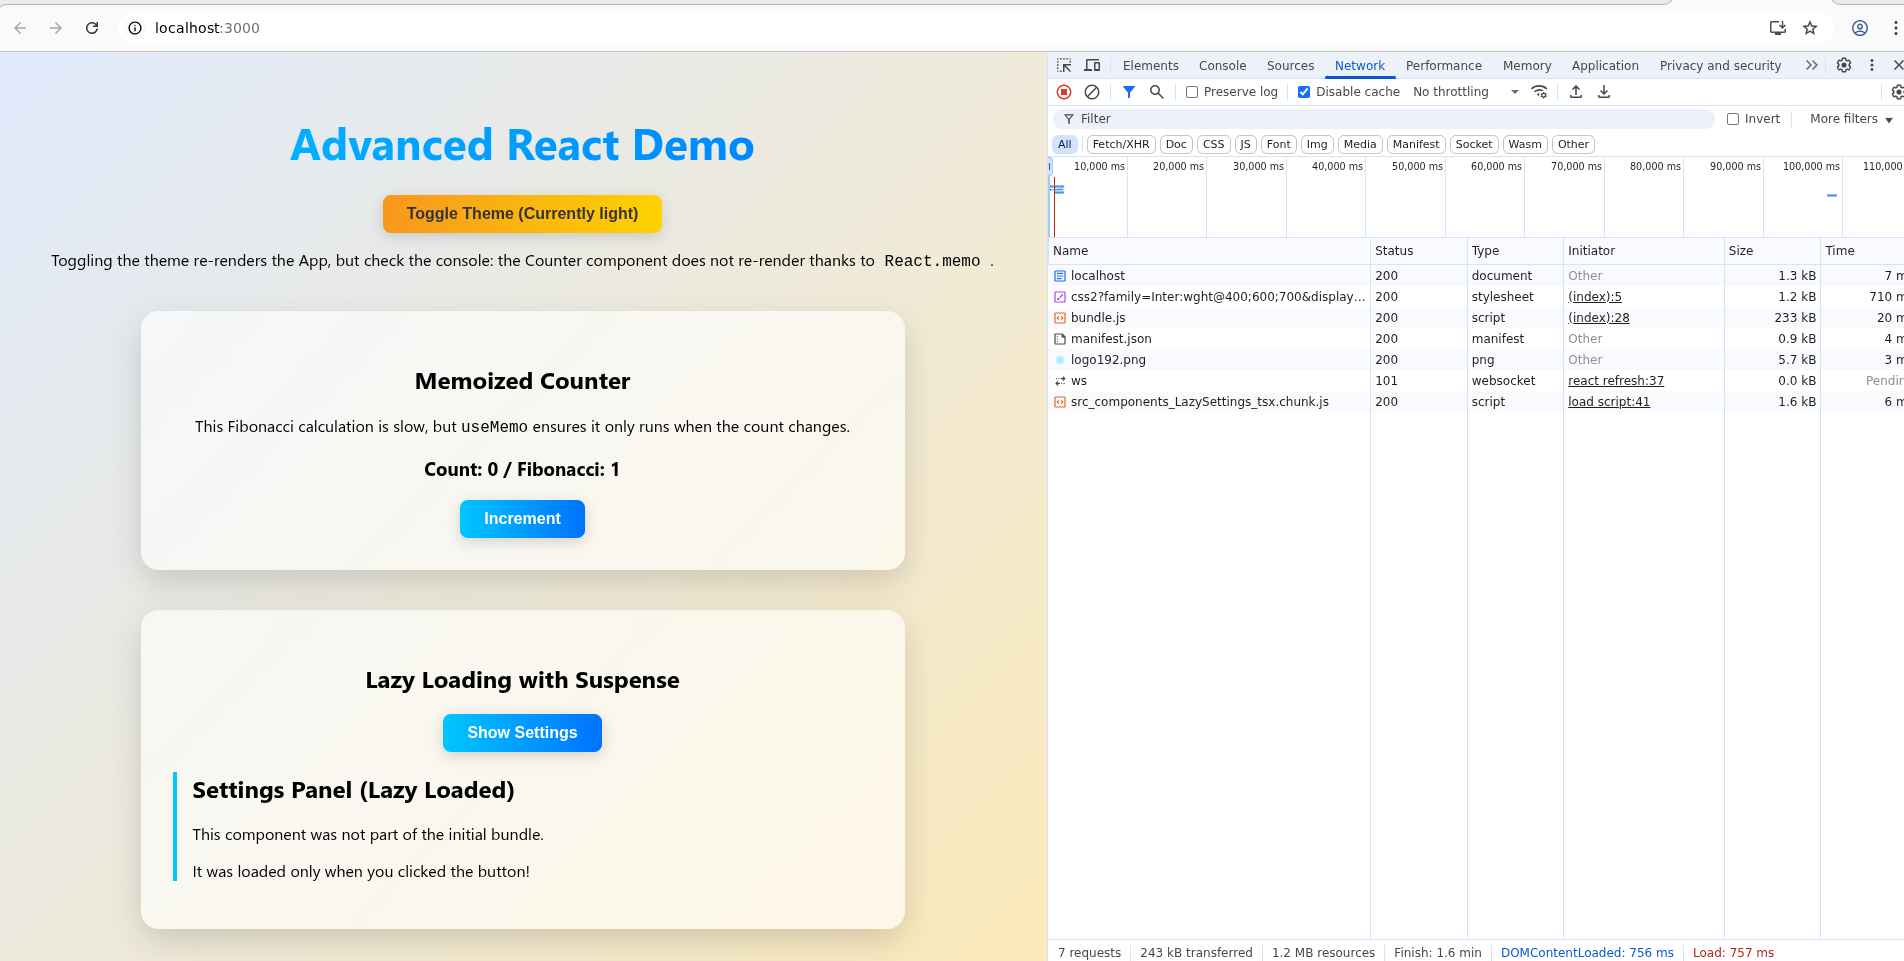 localhost:3000
Advanced React Demo
Toggle Theme (Currently light)
Toggling the theme re-renders the App, but check the console: the Counter component does not re-render thanks to React.memo .
Memoized Counter
This Fibonacci calculation is slow, but useMemo ensures it only runs when the count changes.
Count: 0 / Fibonacci: 1
Increment
Lazy Loading with Suspense
Show Settings
Settings Panel (Lazy Loaded)
This component was not part of the initial bundle.
It was loaded only when you clicked the button!
Elements Console Sources Network Performance Memory Application Privacy and security
Preserve log Disable cache No throttling
Filter Invert More filters
All Fetch/XHR Doc CSS JS Font Img Media Manifest Socket Wasm Other
10,000 ms 20,000 ms 30,000 ms 40,000 ms 50,000 ms 60,000 ms 70,000 ms 80,000 ms 90,000 ms 100,000 ms 110,000
Name Status Type Initiator Size Time
localhost 200 document Other 1.3 kB 7 m
css2?family=Inter:wght@400;600;700&display... 200 stylesheet (index):5 1.2 kB 710 m
bundle.js 200 script (index):28 233 kB 20 m
manifest.json 200 manifest Other 0.9 kB 4 m
logo192.png 200 png Other 5.7 kB 3 m
ws 101 websocket react refresh:37 0.0 kB Pendin
src_components_LazySettings_tsx.chunk.js 200 script load script:41 1.6 kB 6 m
7 requests 243 kB transferred 1.2 MB resources Finish: 1.6 min DOMContentLoaded: 756 ms Load: 757 ms